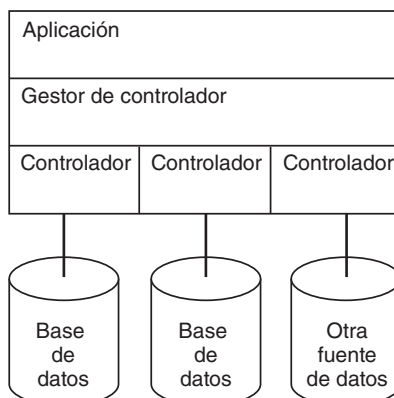 Aplicación
Gestor de controlador
Controlador Controlador Controlador
Base
de
datos
Base
de
datos
Otra
fuente
de datos